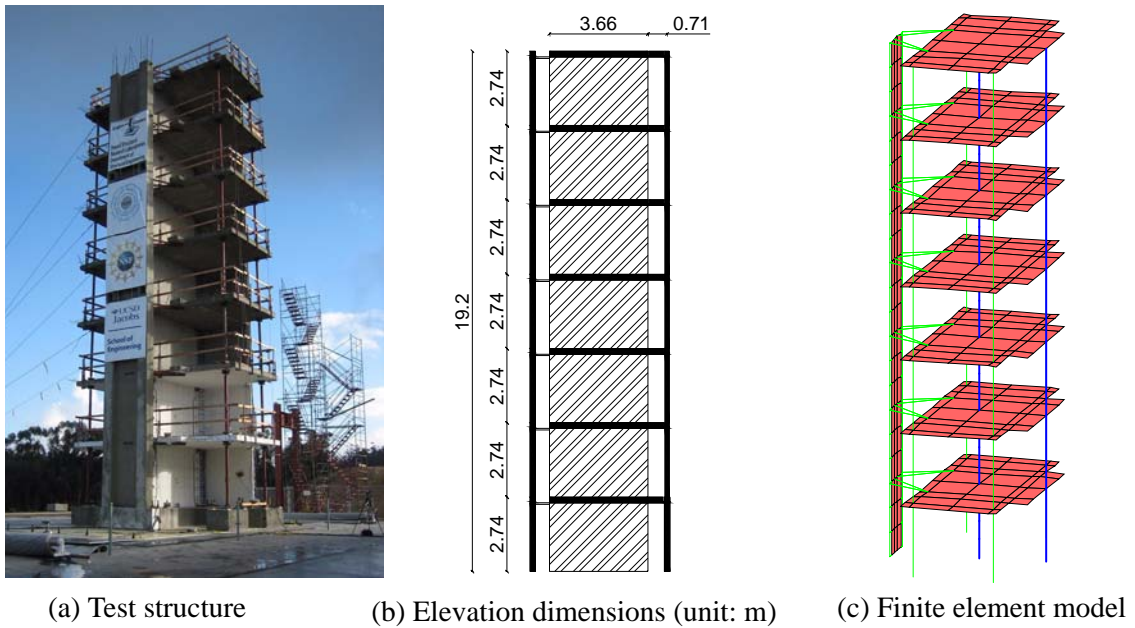 3.66
0.71
2.74
2.74
2.74
2.74
2.74
2.74
2.74
19.2
UCSD
Jacobs
School of
Engineering
(a) Test structure
(b) Elevation dimensions (unit: m)
(c) Finite element model